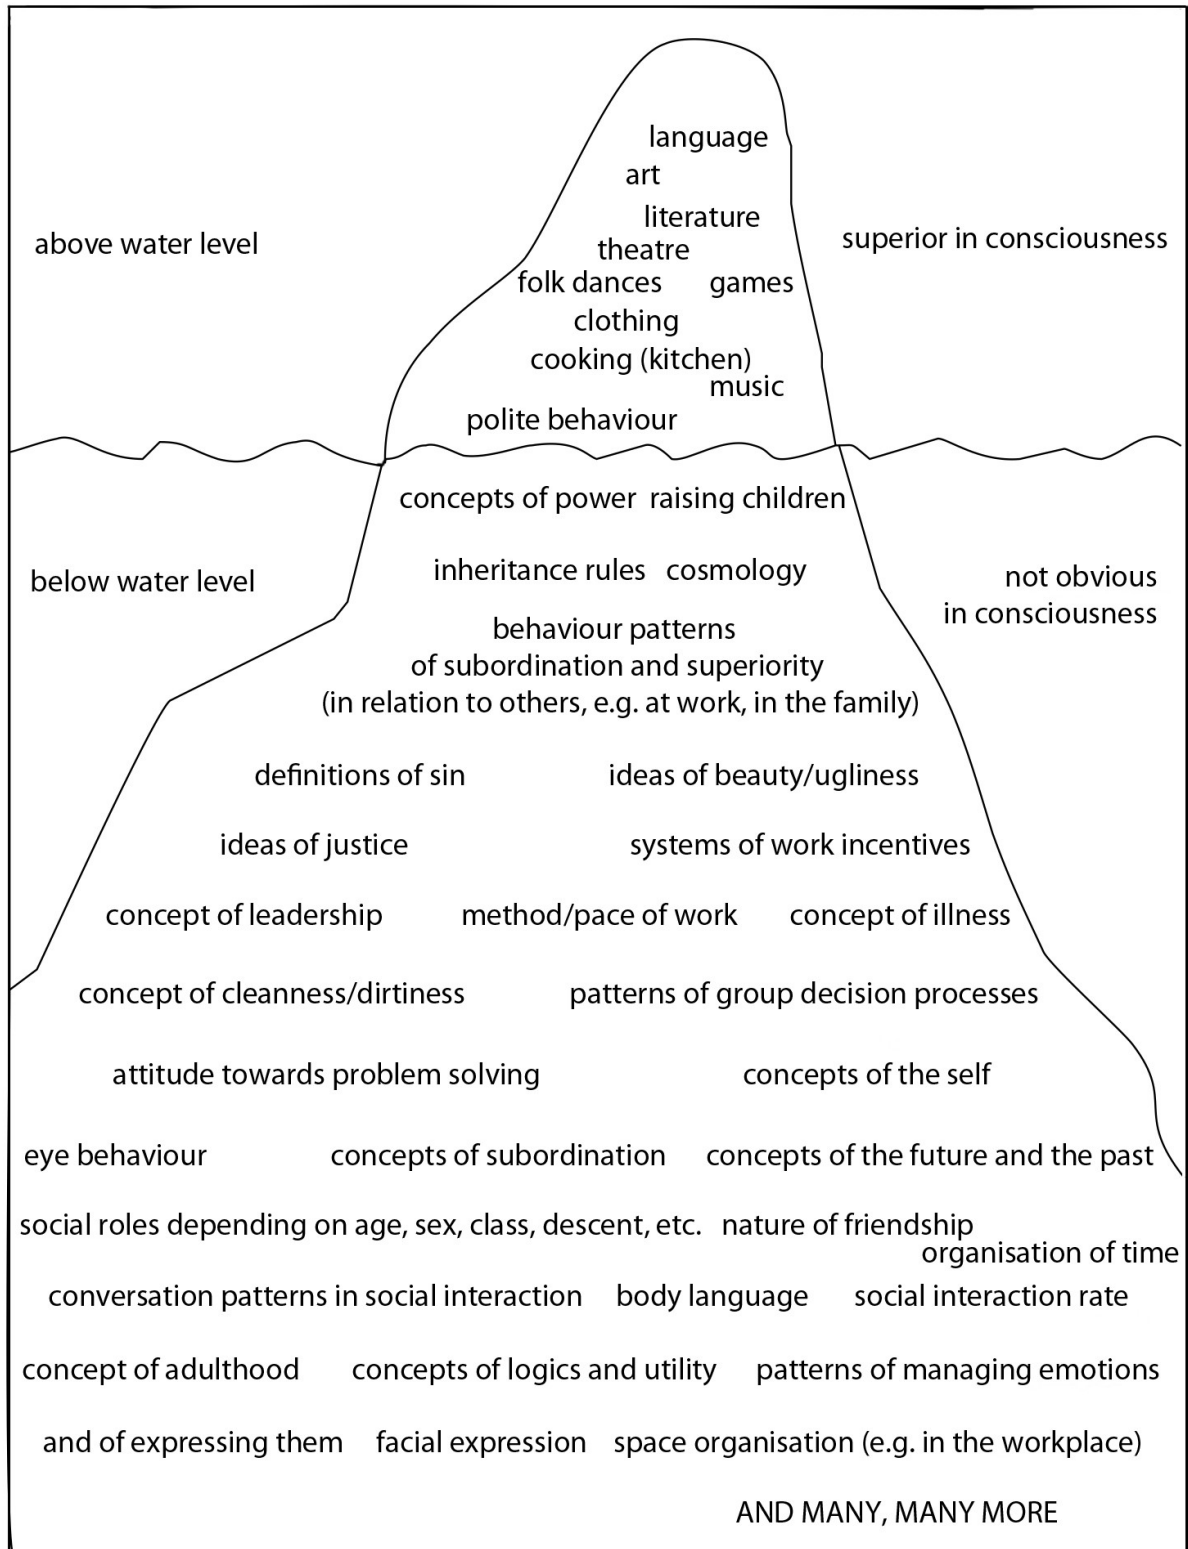 language
art
literature
above water level
superior in consciousness
theatre
folk dances games
clothing
cooking (kitchen)
music
polite behaviour
concepts of power raising children
inheritance rules cosmology
below water level
not obvious
in consciousness
behaviour patterns
of subordination and superiority
(in relation to others, e.g. at work, in the family)
definitions of sin ideas of beauty/ugliness
ideas of justice systems of work incentives
concept of leadership method/pace of work concept of illness
concept of cleanness/dirtiness patterns of group decision processes
attitude towards problem solving concepts of the self
eye behaviour concepts of subordination concepts of the future and the past
social roles depending on age, sex, class, descent, etc. nature of friendship
organisation of time
conversation patterns in social interaction body language social interaction rate
concept of adulthood concepts of logics and utility patterns of managing emotions
and of expressing them facial expression space organisation (e.g. in the workplace)
AND MANY, MANY MORE